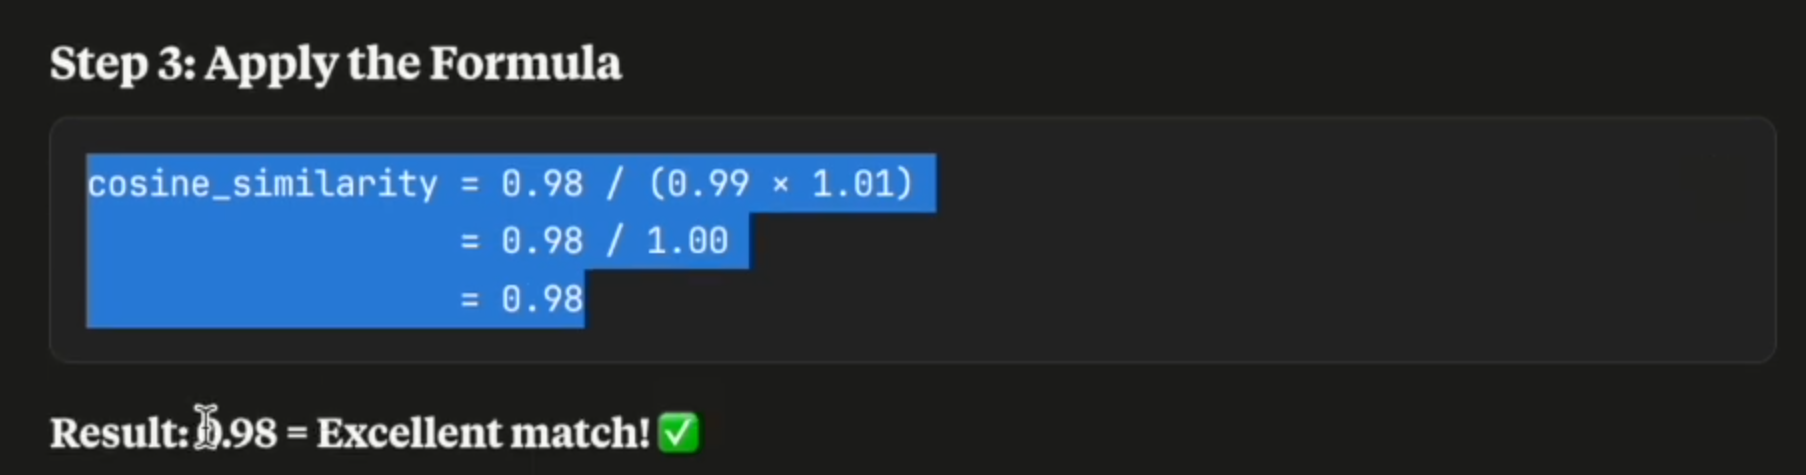 Step 3: Apply the Formula
cosine_similarity = 0.98 / (0.99 × 1.01)
= 0.98 / 1.00
= 0.98
Result: 0.98 = Excellent match! ✅